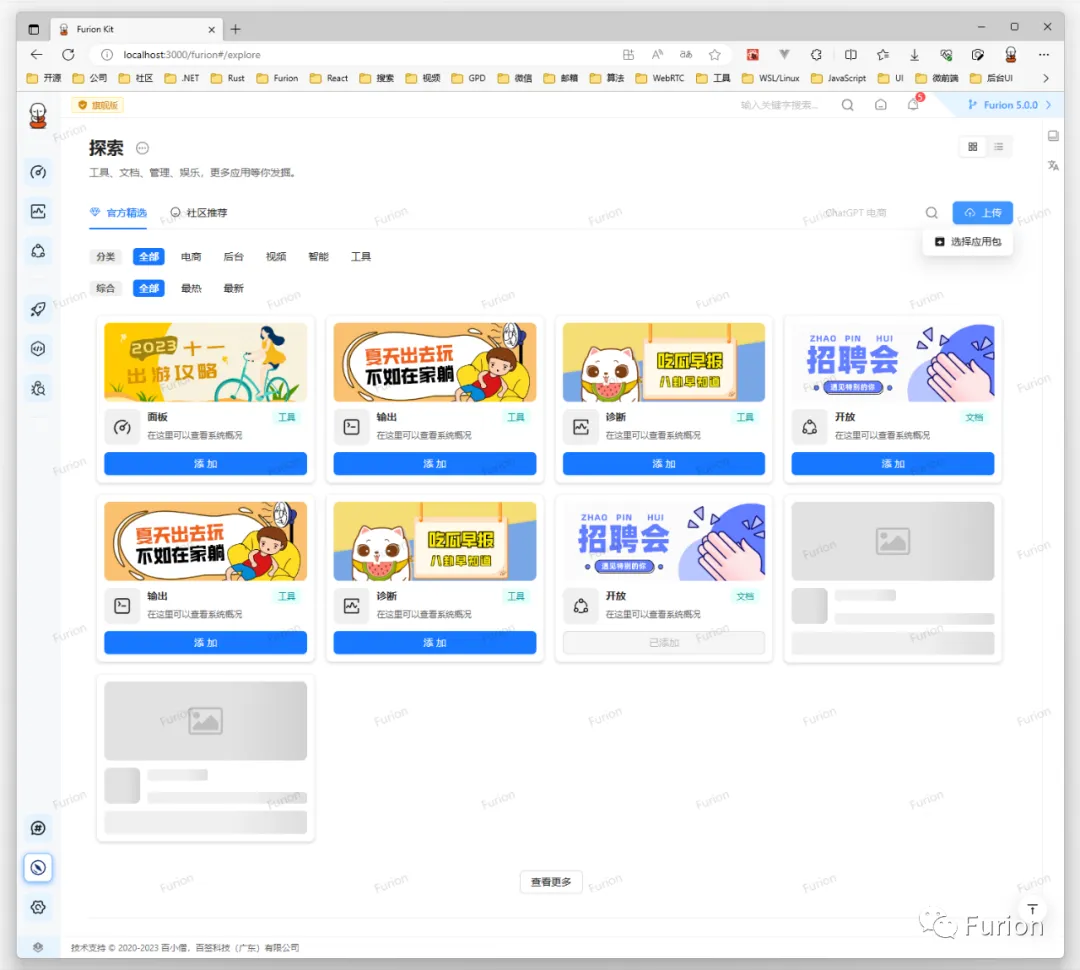 Furion Kit
localhost:3000/furion#/explore
开源 公司 社区 .NET Rust Furion React 搜索 视频 GPD 微信 邮箱 算法 WebRTC 工具 WSL/Linux JavaScript UI 微前端 后台UI
旗舰版 输入关键字搜索... 5 Furion 5.0.0
探索
工具、文档、管理、娱乐，更多应用等你发掘。
官方精选 社区推荐 ChatGPT 电商 上传
选择应用包
分类 全部 电商 后台 视频 智能 工具
综合 全部 最热 最新
2023 十一
出游攻略
夏天出去玩
不如在家躺
吃瓜早报
八卦早知道
ZHAO PIN HUI
招聘会
遇见特别的你
面板 工具
在这里可以查看系统概况
添加
输出 工具
在这里可以查看系统概况
添加
诊断 工具
在这里可以查看系统概况
添加
开放 文档
在这里可以查看系统概况
添加
夏天出去玩
不如在家躺
吃瓜早报
八卦早知道
ZHAO PIN HUI
招聘会
遇见特别的你
输出 工具
在这里可以查看系统概况
添加
诊断 工具
在这里可以查看系统概况
添加
开放 文档
在这里可以查看系统概况
已添加
查看更多
技术支持 © 2020-2023 百小僧，百签科技（广东）有限公司
Furion